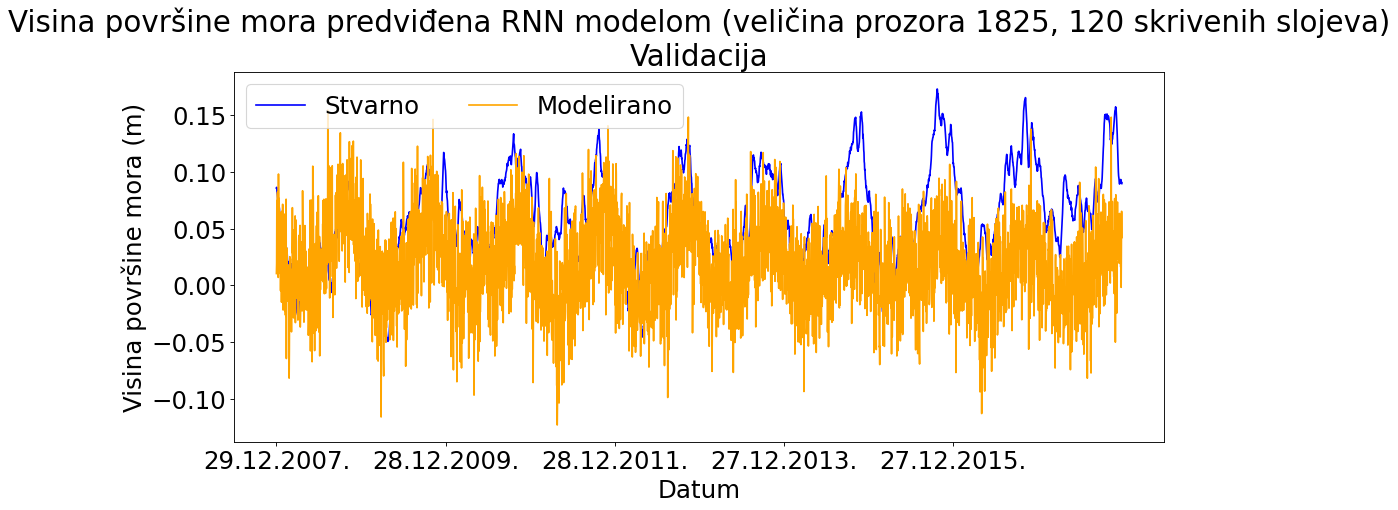 Visina površine mora predviđena RNN modelom (veličina prozora 1825, 120 skrivenih slojeva)
Validacija
Stvarno
Modelirano
Visina površine mora (m)
0.15
0.10
0.05
0.00
−0.05
−0.10
29.12.2007.
28.12.2009.
28.12.2011.
27.12.2013.
27.12.2015.
Datum